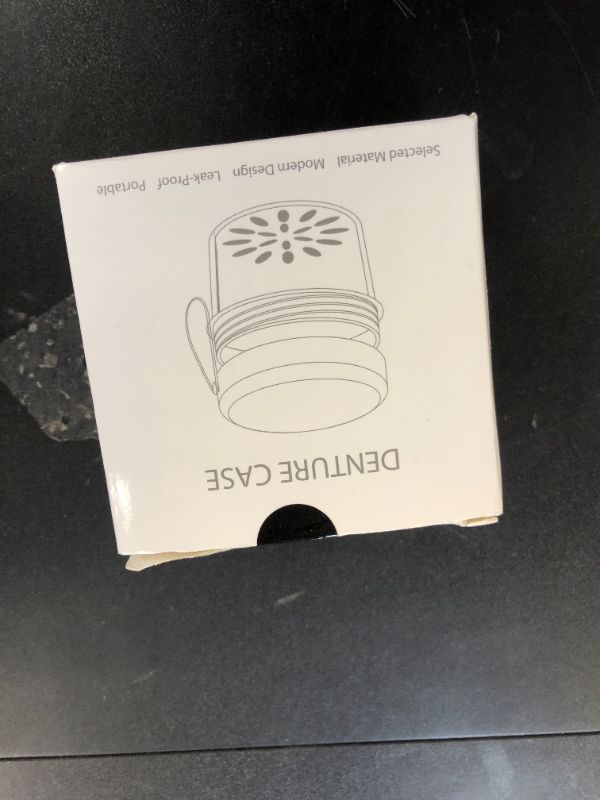 DENTURE CASE
Selected Material Modern Design Leak-Proof Portable